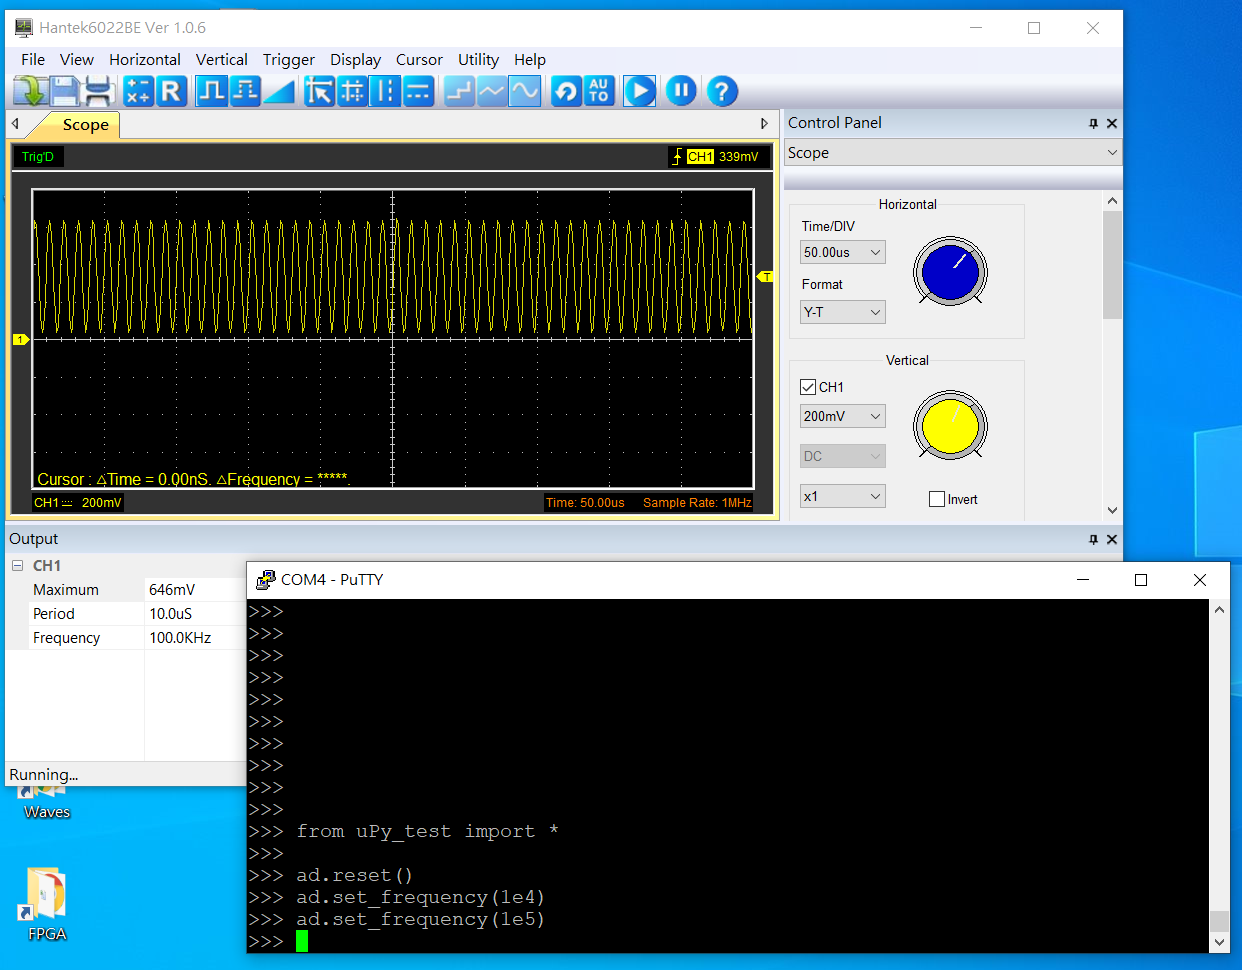 Hantek6022BE Ver 1.0.6
File View Horizontal Vertical Trigger Display Cursor Utility Help
R AU TO ?
Scope
Trig'D
CH1 339mV
T
1
Cursor : △Time = 0.00nS. △Frequency = *****.
CH1 200mV
Time: 50.00us Sample Rate: 1MHz
Control Panel
Scope
Horizontal
Time/DIV
50.00us
Format
Y-T
Vertical
CH1
200mV
DC
x1
Invert
Output
CH1
Maximum 646mV
Period 10.0uS
Frequency 100.0KHz
Running...
COM4 - PuTTY
>>>
>>>
>>>
>>>
>>>
>>>
>>>
>>>
>>>
>>>
>>> from uPy_test import *
>>>
>>> ad.reset()
>>> ad.set_frequency(1e4)
>>> ad.set_frequency(1e5)
>>>
Waves
FPGA